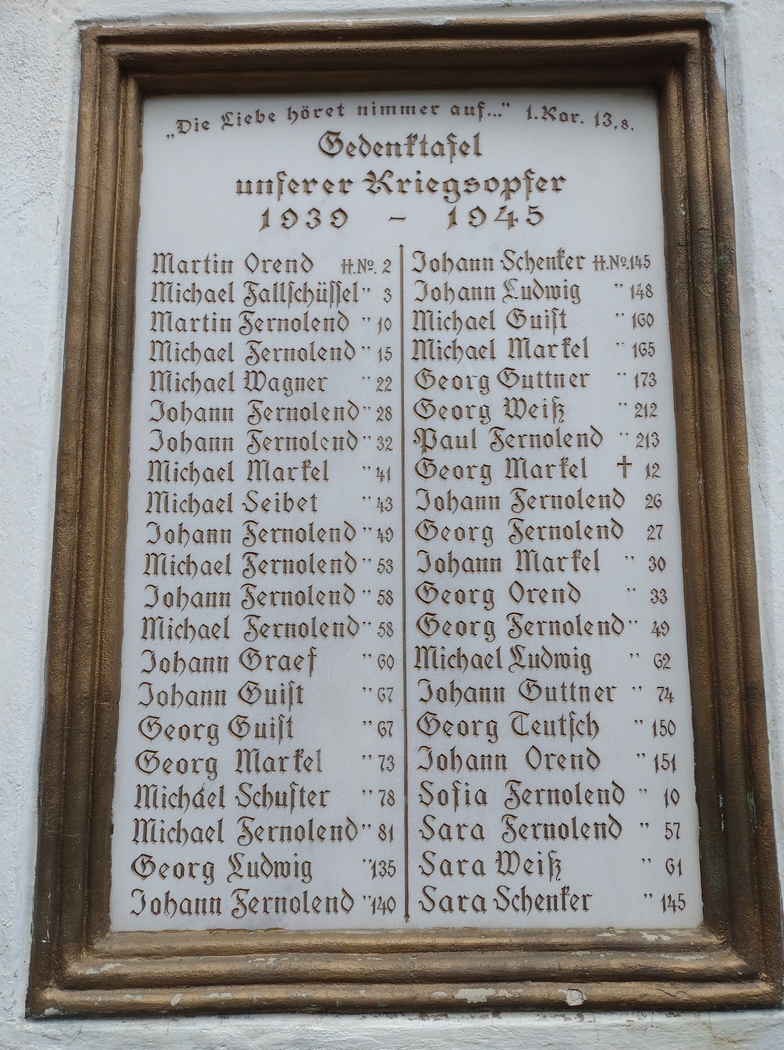 „Die Liebe höret nimmer auf..." 1. Kor. 13,8.
Gedenktafel
unserer Kriegsopfer
1939 – 1945
Martin Orend H.No. 2
Michael Fallschüssel " 3
Martin Fernolend " 10
Michael Fernolend " 15
Michael Wagner " 22
Johann Fernolend " 28
Johann Fernolend " 32
Michael Markel " 41
Michael Seibet " 43
Johann Fernolend " 49
Michael Fernolend " 53
Johann Fernolend " 58
Michael Fernolend " 58
Johann Graef " 60
Johann Guist " 67
Georg Guist " 67
Georg Markel " 73
Michael Schuster " 78
Michael Fernolend " 81
Georg Ludwig " 135
Johann Fernolend " 140
Johann Schenker H.No. 145
Johann Ludwig " 148
Michael Guist " 160
Michael Markel " 165
Georg Guttner " 173
Georg Weiß " 212
Paul Fernolend " 213
Georg Markel † 12
Johann Fernolend 26
Georg Fernolend 27
Johann Markel " 30
Georg Orend " 33
Georg Fernolend " 49
Michael Ludwig " 62
Johann Guttner " 74
Georg Teutsch " 150
Johann Orend " 151
Sofia Fernolend " 10
Sara Fernolend " 57
Sara Weiß " 61
Sara Schenker " 145